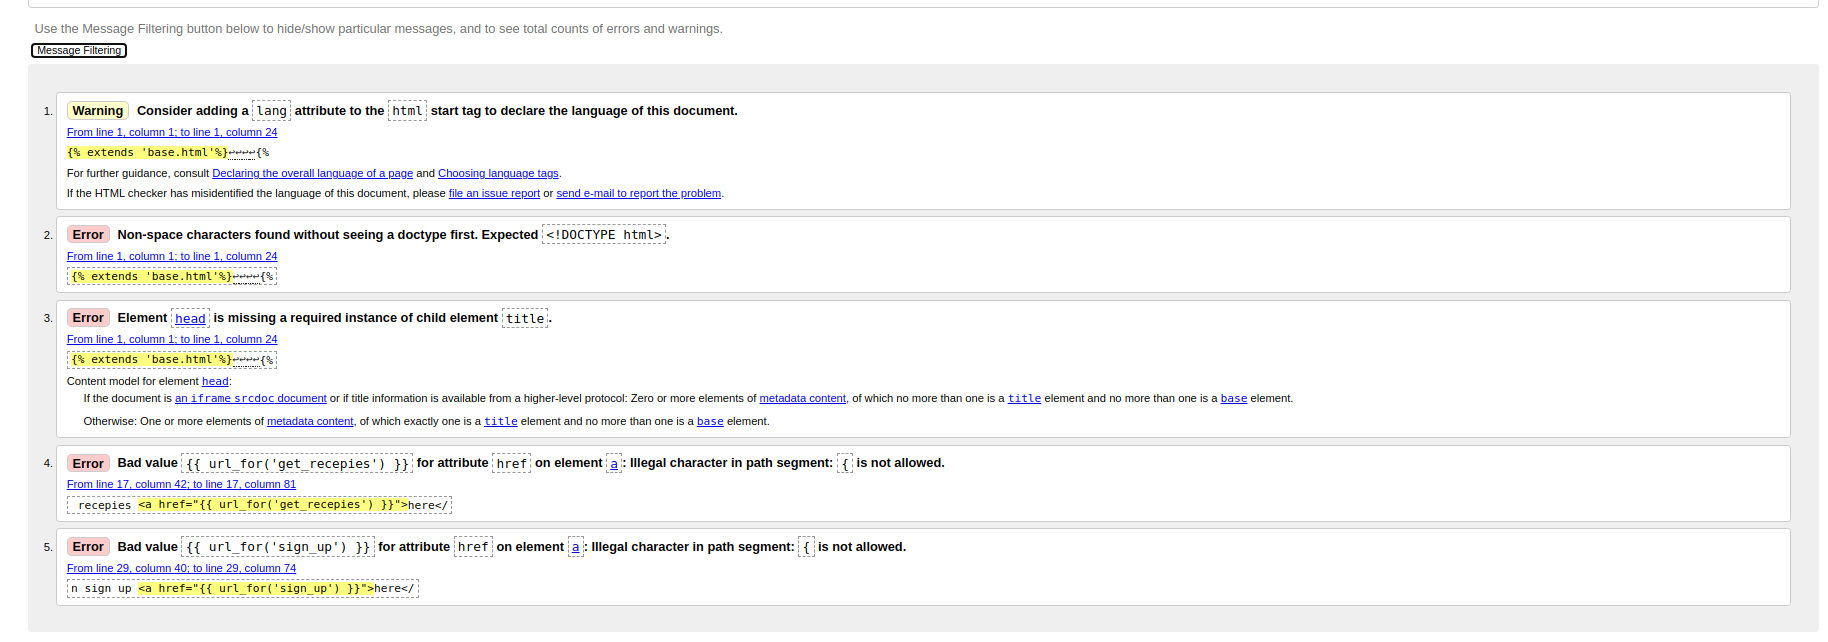 Use the Message Filtering button below to hide/show particular messages, and to see total counts of errors and warnings.
Message Filtering
1. Warning Consider adding a lang attribute to the html start tag to declare the language of this document.
From line 1, column 1; to line 1, column 24
{% extends 'base.html'%}↩↩↩↩{%
For further guidance, consult Declaring the overall language of a page and Choosing language tags.
If the HTML checker has misidentified the language of this document, please file an issue report or send e-mail to report the problem.
2. Error Non-space characters found without seeing a doctype first. Expected <!DOCTYPE html>.
From line 1, column 1; to line 1, column 24
{% extends 'base.html'%}↩↩↩↩{%
3. Error Element head is missing a required instance of child element title.
From line 1, column 1; to line 1, column 24
{% extends 'base.html'%}↩↩↩↩{%
Content model for element head:
If the document is an iframe srcdoc document or if title information is available from a higher-level protocol: Zero or more elements of metadata content, of which no more than one is a title element and no more than one is a base element.
Otherwise: One or more elements of metadata content, of which exactly one is a title element and no more than one is a base element.
4. Error Bad value {{ url_for('get_recepies') }} for attribute href on element a: Illegal character in path segment: { is not allowed.
From line 17, column 42; to line 17, column 81
recepies <a href="{{ url_for('get_recepies') }}">here</
5. Error Bad value {{ url_for('sign_up') }} for attribute href on element a: Illegal character in path segment: { is not allowed.
From line 29, column 40; to line 29, column 74
n sign up <a href="{{ url_for('sign_up') }}">here</